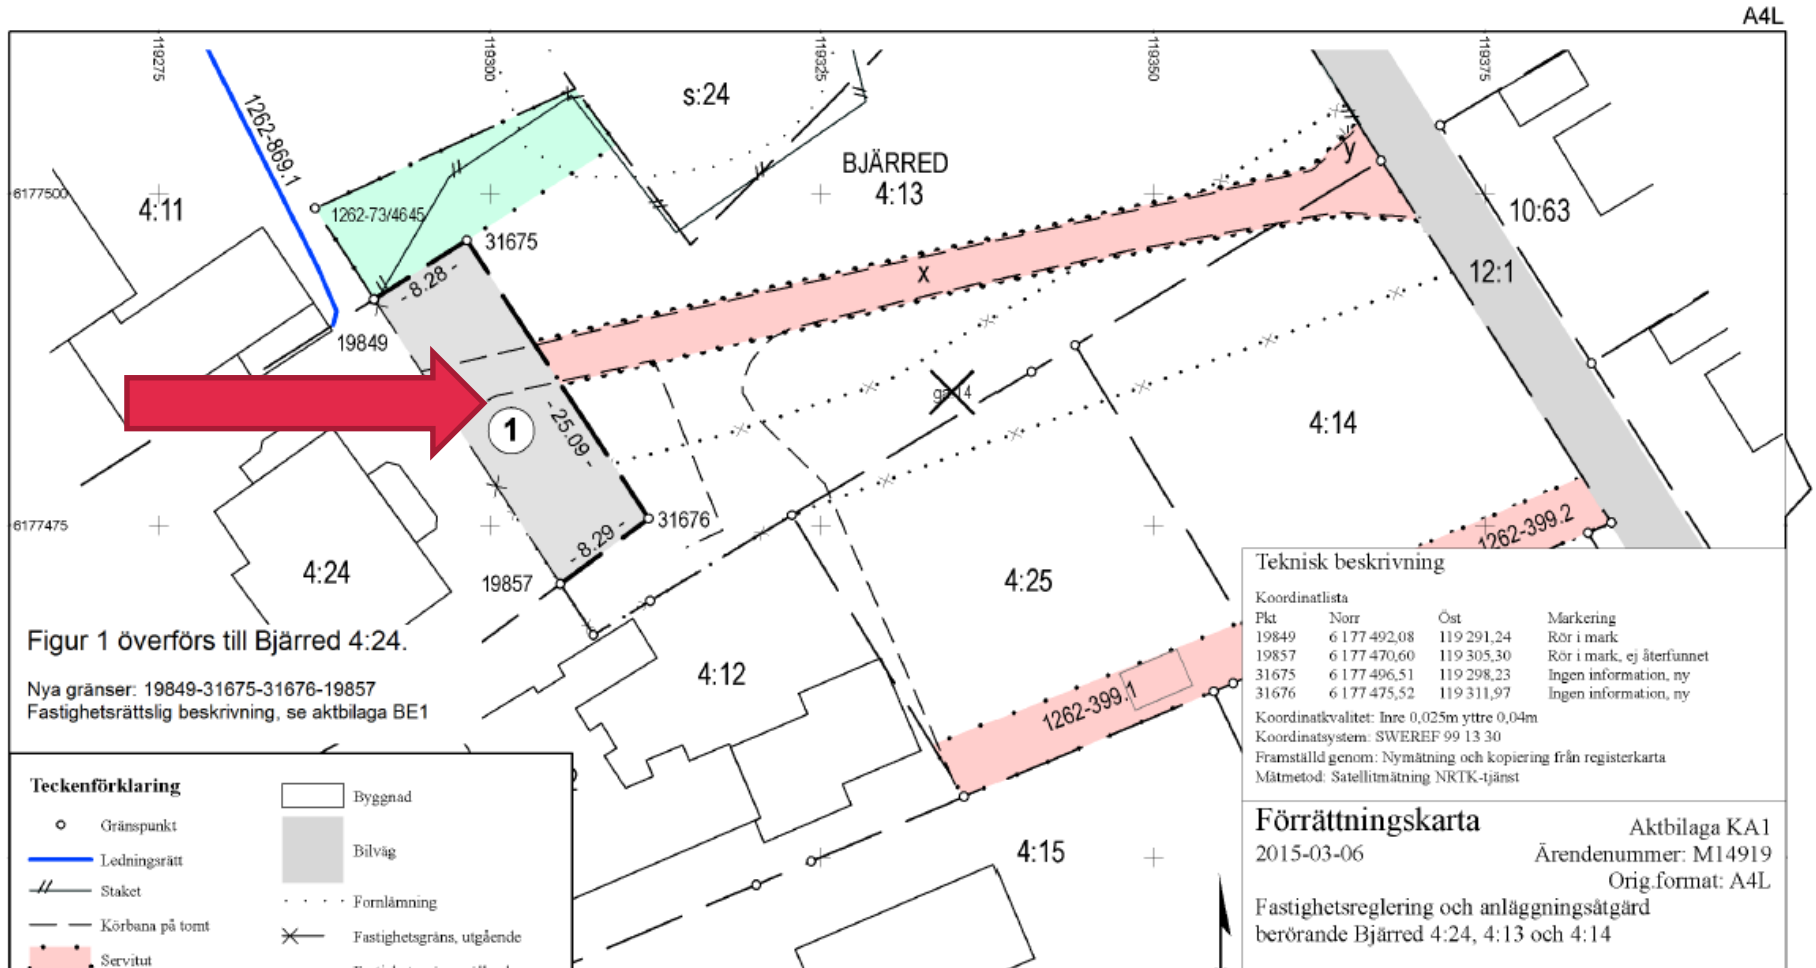 A4L
119275
119300
119325
119350
119375
1262-869.1
s:24
BJÄRRED
4:13
y
6177500
4:11
1262-73/4645
31675
10:63
- 8.28 -
x
12:1
19849
1
- 25.09 -
4:14
6177475
31676
1262-399.2
- 8.29 -
4:24
19857
4:25
Figur 1 överförs till Bjärred 4:24.
Nya gränser: 19849-31675-31676-19857
Fastighetsrättslig beskrivning, se aktbilaga BE1
4:12
1262-399.1
4:15
Teknisk beskrivning
Koordinatlista
Pkt Norr Öst Markering
19849 6 177 492,08 119 291,24 Rör i mark
19857 6 177 470,60 119 305,30 Rör i mark, ej återfunnet
31675 6 177 496,51 119 298,23 Ingen information, ny
31676 6 177 475,52 119 311,97 Ingen information, ny
Koordinatkvalitet: Inre 0,025m yttre 0,04m
Koordinatsystem: SWEREF 99 13 30
Framställd genom: Nymätning och kopiering från registerkarta
Mätmetod: Satellitmätning NRTK-tjänst
Förrättningskarta
2015-03-06
Aktbilaga KA1
Ärendenummer: M14919
Orig.format: A4L
Fastighetsreglering och anläggningsåtgärd
berörande Bjärred 4:24, 4:13 och 4:14
Teckenförklaring
Gränspunkt
Ledningsrätt
Staket
Körbana på tomt
Servitut
Byggnad
Bilväg
Fornlämning
Fastighetsgräns, utgående